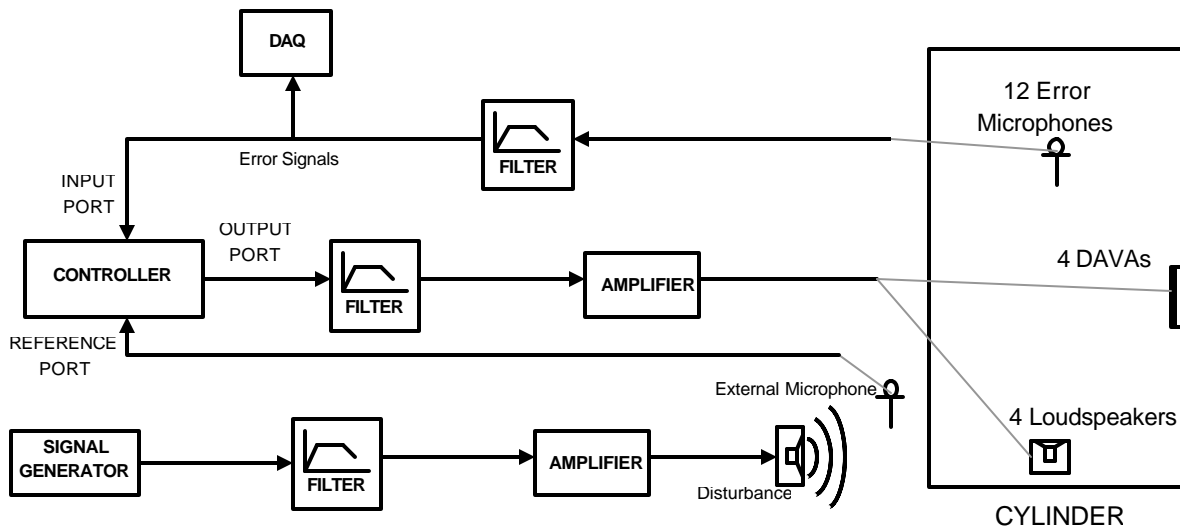 DAQ
12 Error
Microphones
FILTER
Error Signals
INPUT
PORT
OUTPUT
PORT
CONTROLLER
FILTER
AMPLIFIER
4 DAVAs
REFERENCE
PORT
External Microphone
4 Loudspeakers
SIGNAL
GENERATOR
FILTER
AMPLIFIER
Disturbance
CYLINDER